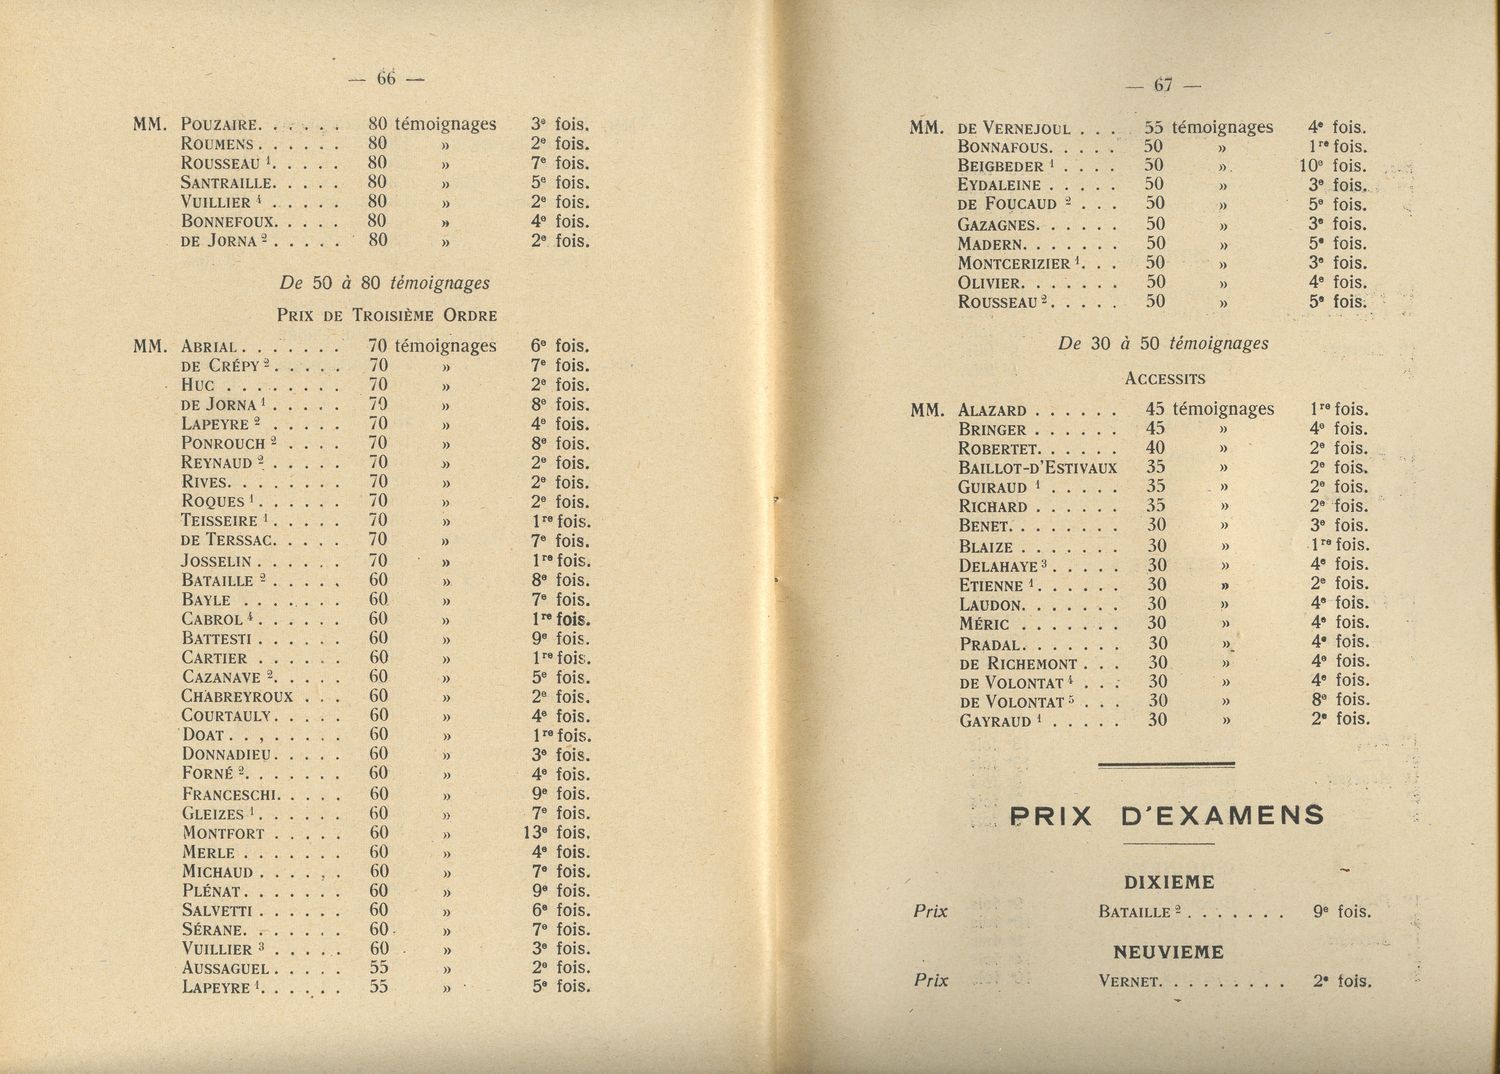 — 66 —
MM. POUZAIRE. . . . . . 80 témoignages 3e fois.
ROUMENS . . . . . . 80 » 2e fois.
ROUSSEAU 1. . . . . 80 » 7e fois.
SANTRAILLE. . . . . 80 » 5e fois.
VUILLIER 4 . . . . . 80 » 2e fois.
BONNEFOUX. . . . . 80 » 4e fois.
DE JORNA 2 . . . . . 80 » 2e fois.
De 50 à 80 témoignages
PRIX DE TROISIÈME ORDRE
MM. ABRIAL . . . . . . . 70 témoignages 6e fois.
DE CRÉPY 2 . . . . . 70 » 7e fois.
HUC . . . . . . . . 70 » 2e fois.
DE JORNA 1 . . . . . 70 » 8e fois.
LAPEYRE 2 . . . . . 70 » 4e fois.
PONROUCH 2 . . . . 70 » 8e fois.
REYNAUD 2 . . . . . 70 » 2e fois.
RIVES. . . . . . . . 70 » 2e fois.
ROQUES 1. . . . . . 70 » 2e fois.
TEISSEIRE 1 . . . . . 70 » 1re fois.
DE TERSSAC. . . . . 70 » 7e fois.
JOSSELIN . . . . . . 70 » 1re fois.
BATAILLE 2 . . . . . 60 » 8e fois.
BAYLE . . . . . . . 60 » 7e fois.
CABROL 4 . . . . . . 60 » 1re fois.
BATTESTI . . . . . . 60 » 9e fois.
CARTIER . . . . . . 60 » 1re fois.
CAZANAVE 2. . . . . 60 » 5e fois.
CHABREYROUX . . . 60 » 2e fois.
COURTAULY. . . . . 60 » 4e fois.
DOAT . . , . . . . . 60 » 1re fois.
DONNADIEU. . . . . 60 » 3e fois.
FORNÉ 2. . . . . . . 60 » 4e fois.
FRANCESCHI. . . . . 60 » 9e fois.
GLEIZES 1. . . . . . 60 » 7e fois.
MONTFORT . . . . . 60 » 13e fois.
MERLE . . . . . . . 60 » 4e fois.
MICHAUD . . . . . . 60 » 7e fois.
PLÉNAT. . . . . . . 60 » 9e fois.
SALVETTI . . . . . . 60 » 6e fois.
SÉRANE. . . . . . . 60 » 7e fois.
VUILLIER 3 . . . . . 60 » 3e fois.
AUSSAGUEL . . . . . 55 » 2e fois.
LAPEYRE 1. . . . . . 55 » 5e fois.
— 67 —
MM. DE VERNEJOUL . . . 55 témoignages 4e fois.
BONNAFOUS. . . . . 50 » 1re fois.
BEIGBEDER 1 . . . . 50 » 10e fois.
EYDALEINE . . . . . 50 » 3e fois.
DE FOUCAUD 2 . . . 50 » 5e fois.
GAZAGNES. . . . . . 50 » 3e fois.
MADERN. . . . . . . 50 » 5e fois.
MONTCERIZIER 1. . . 50 » 3e fois.
OLIVIER. . . . . . . 50 » 4e fois.
ROUSSEAU 2. . . . . 50 » 5e fois.
De 30 à 50 témoignages
ACCESSITS
MM. ALAZARD . . . . . . 45 témoignages 1re fois.
BRINGER . . . . . . 45 » 4e fois.
ROBERTET. . . . . . 40 » 2e fois.
BAILLOT-D'ESTIVAUX 35 » 2e fois.
GUIRAUD 1 . . . . . 35 » 2e fois.
RICHARD . . . . . . 35 » 2e fois.
BENET. . . . . . . . 30 » 3e fois.
BLAIZE . . . . . . . 30 » 1re fois.
DELAHAYE 3 . . . . . 30 » 4e fois.
ETIENNE 1. . . . . . 30 » 2e fois.
LAUDON. . . . . . . 30 » 4e fois.
MÉRIC . . . . . . . 30 » 4e fois.
PRADAL. . . . . . . 30 » 4e fois.
DE RICHEMONT . . . 30 » 4e fois.
DE VOLONTAT 4 . . . 30 » 4e fois.
DE VOLONTAT 5 . . . 30 » 8e fois.
GAYRAUD 1 . . . . . 30 » 2e fois.
PRIX D'EXAMENS
DIXIEME
Prix BATAILLE 2 . . . . . . . 9e fois.
NEUVIEME
Prix VERNET. . . . . . . . . 2e fois.